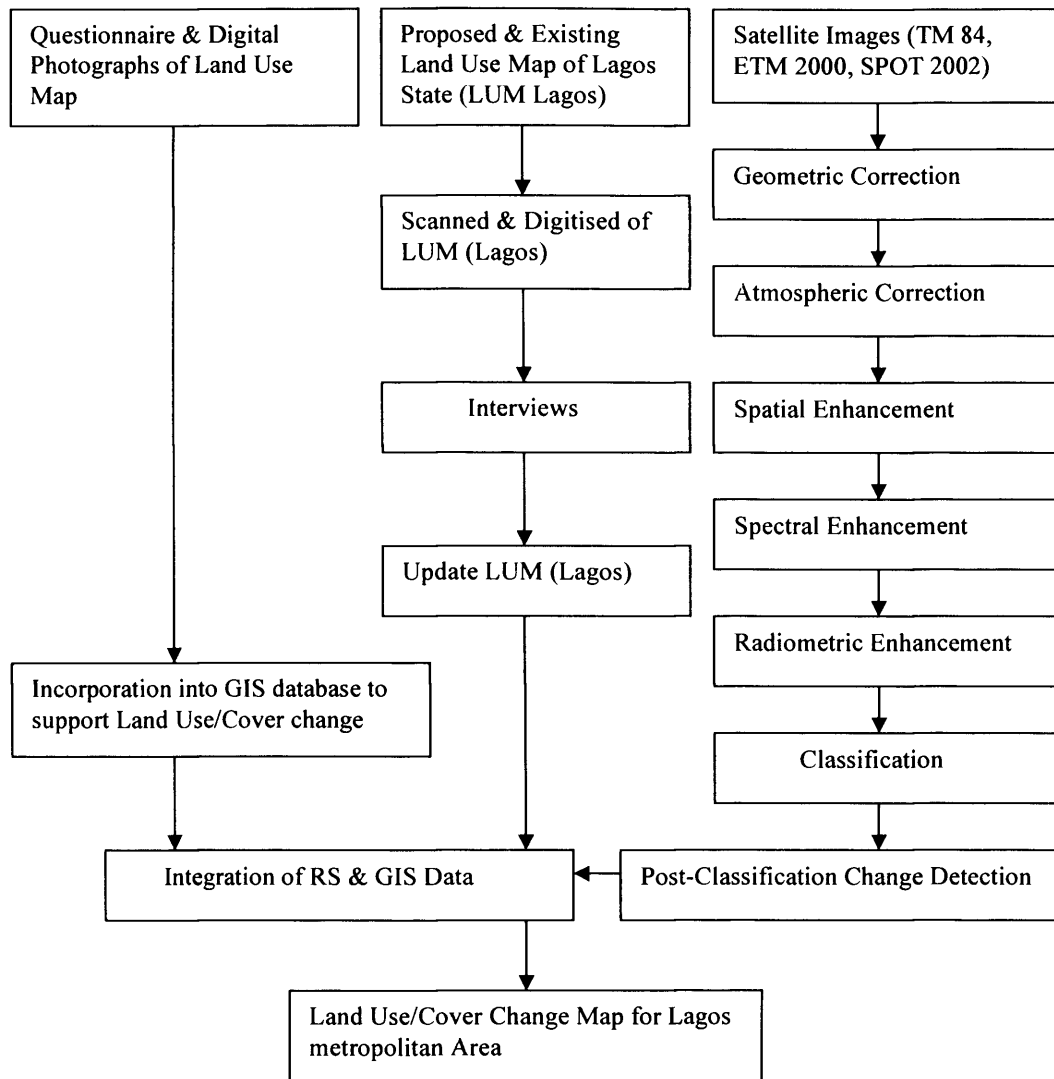 Questionnaire & Digital
Photographs of Land Use
Map
Proposed & Existing
Land Use Map of Lagos
State (LUM Lagos)
Satellite Images (TM 84,
ETM 2000, SPOT 2002)
Geometric Correction
Scanned & Digitised of
LUM (Lagos)
Atmospheric Correction
Interviews
Spatial Enhancement
Spectral Enhancement
Update LUM (Lagos)
Radiometric Enhancement
Incorporation into GIS database to
support Land Use/Cover change
Classification
Integration of RS & GIS Data
Post-Classification Change Detection
Land Use/Cover Change Map for Lagos
metropolitan Area